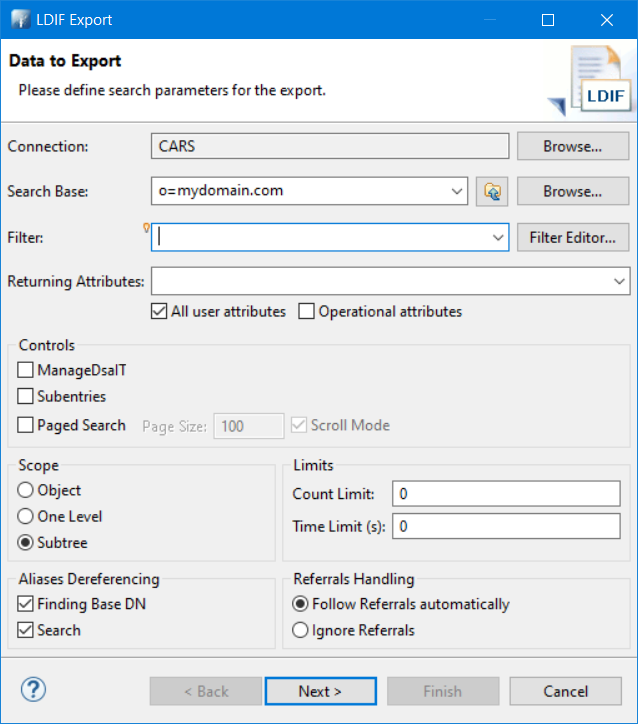 LDIF Export
Data to Export
Please define search parameters for the export.
LDIF
Connection: CARS Browse...
Search Base: o=mydomain.com Browse...
Filter: Filter Editor...
Returning Attributes:
All user attributes Operational attributes
Controls
ManageDsaIT
Subentries
Paged Search Page Size: 100 Scroll Mode
Scope
Object
One Level
Subtree
Limits
Count Limit: 0
Time Limit (s): 0
Aliases Dereferencing
Finding Base DN
Search
Referrals Handling
Follow Referrals automatically
Ignore Referrals
? < Back Next > Finish Cancel